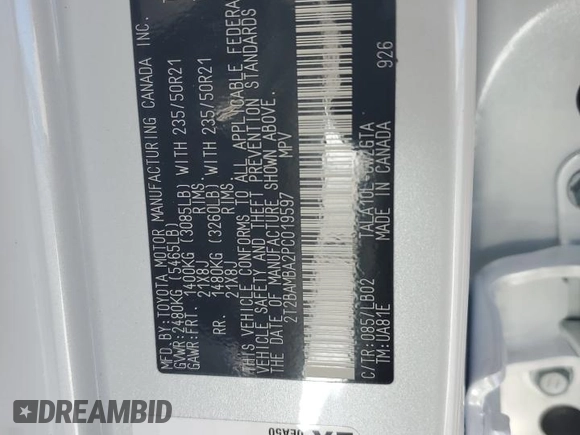 MFD. BY:TOYOTA MOTOR MANUFACTURING CANADA INC.
GVWR:2480KG (5465LB)
GAWR:FRT. 1400KG (3085LB) WITH 235/50R21
21X8J RIMS
RR. 1480KG (3260LB) WITH 235/50R21
21X8J RIMS
THIS VEHICLE CONFORMS TO ALL APPLICABLE FEDERAL
VEHICLE SAFETY AND THEFT PREVENTION STANDARDS
THE DATE OF MANUFACTURE SHOWN ABOVE.
2T2BAMBA2PC019597 MPV
926
C/TR:085/LB02
TM:UA81E MADE IN CANADA
0EA50
DREAMBID